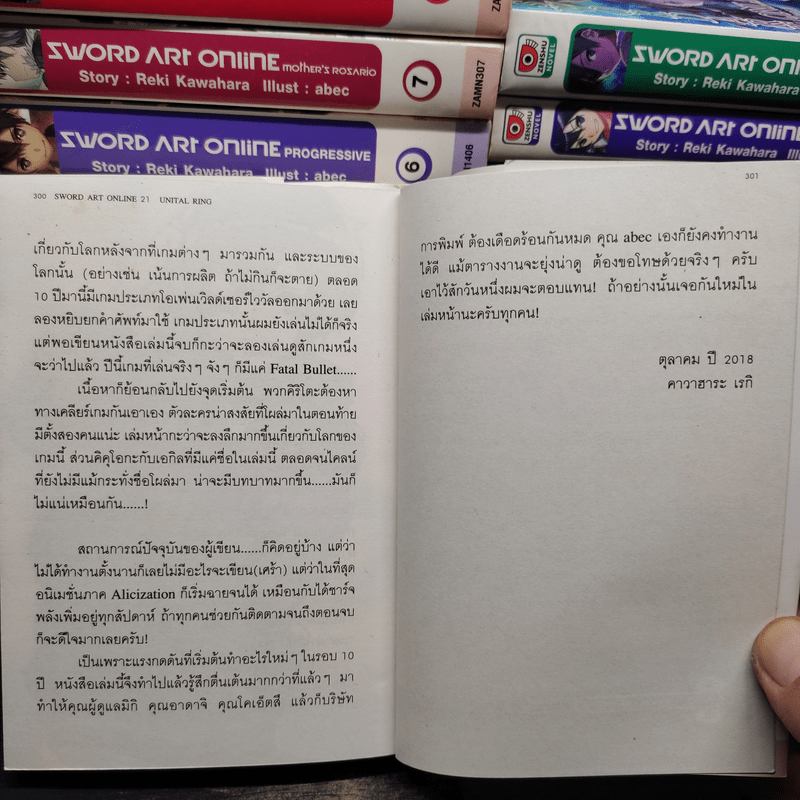 SWORD ART ONLINE MOTHER'S ROSARIO
Story : Reki Kawahara Illust : abec
7
ZAMN307
SWORD ART ONLINE PROGRESSIVE
Story : Reki Kawahara Illust : abec
6
1406
ZENSHU NOVEL
SWORD ART ONL
Story : Reki Kawahara
ZENSHU NOVEL
SWORD ART ONLINE
Story : Reki Kawahara Ill
300 SWORD ART ONLINE 21 UNITAL RING
เกี่ยวกับโลกหลังจากที่เกมต่างๆ มารวมกัน และระบบของ
โลกนั้น (อย่างเช่น เน้นการผลิต ถ้าไม่กินก็จะตาย) ตลอด
10 ปีมานี้มีเกมประเภทโอเพ่นเวิลด์เซอร์ไววัลออกมาด้วย เลย
ลองหยิบยกคำศัพท์มาใช้ เกมประเภทนั้นผมยังเล่นไม่ได้ก็จริง
แต่พอเขียนหนังสือเล่มนี้จบก็กะว่าจะลองเล่นดูสักเกมหนึ่ง
จะว่าไปแล้ว ปีนี้เกมที่เล่นจริงๆ จังๆ ก็มีแค่ Fatal Bullet......
เนื้อหาก็ย้อนกลับไปยังจุดเริ่มต้น พวกคิริโตะต้องหา
ทางเคลียร์เกมกันเอาเอง ตัวละครน่าสงสัยที่โผล่มาในตอนท้าย
มีตั้งสองคนแน่ะ เล่มหน้ากะว่าจะลงลึกมากขึ้นเกี่ยวกับโลกของ
เกมนี้ ส่วนคิคุโอกะกับเอกิลที่มีแค่ชื่อในเล่มนี้ ตลอดจนไคลน์
ที่ยังไม่มีแม้กระทั่งชื่อโผล่มา น่าจะมีบทบาทมากขึ้น......มันก็
ไม่แน่เหมือนกัน......!
สถานการณ์ปัจจุบันของผู้เขียน......ก็คิดอยู่บ้าง แต่ว่า
ไม่ได้ทำงานตั้งนานก็เลยไม่มีอะไรจะเขียน(เศร้า) แต่ว่าในที่สุด
อนิเมชั่นภาค Alicization ก็เริ่มฉายจนได้ เหมือนกับได้ชาร์จ
พลังเพิ่มอยู่ทุกสัปดาห์ ถ้าทุกคนช่วยกันติดตามจนถึงตอนจบ
ก็จะดีใจมากเลยครับ!
เป็นเพราะแรงกดดันที่เริ่มต้นทำอะไรใหม่ๆ ในรอบ 10
ปี หนังสือเล่มนี้จึงทำไปแล้วรู้สึกตื่นเต้นมากกว่าที่แล้วๆ มา
ทำให้คุณผู้ดูแลมิกิ คุณอาดาจิ คุณโคเอ็ตสึ แล้วก็บริษัท
301
การพิมพ์ ต้องเดือดร้อนกันหมด คุณ abec เองก็ยังคงทำงาน
ได้ดี แม้ตารางงานจะยุ่งน่าดู ต้องขอโทษด้วยจริงๆ ครับ
เอาไว้สักวันหนึ่งผมจะตอบแทน! ถ้าอย่างนั้นเจอกันใหม่ใน
เล่มหน้านะครับทุกคน!
ตุลาคม ปี 2018
คาวาฮาระ เรกิ